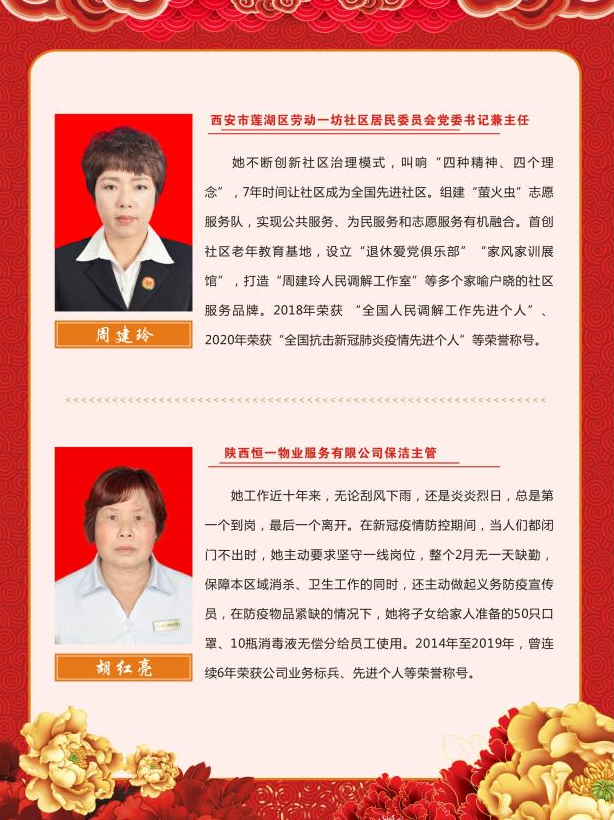 西安市莲湖区劳动一坊社区居民委员会党委书记兼主任
她不断创新社区治理模式，叫响“四种精神、四个理
念”，7年时间让社区成为全国先进社区。组建“萤火虫”志愿
服务队，实现公共服务、为民服务和志愿服务有机融合。首创
社区老年教育基地，设立“退休爱党俱乐部”“家风家训展
馆”，打造“周建玲人民调解工作室”等多个家喻户晓的社区
服务品牌。2018年荣获 “全国人民调解工作先进个人”、
2020年荣获“全国抗击新冠肺炎疫情先进个人”等荣誉称号。
周建玲
陕西恒一物业服务有限公司保洁主管
她工作近十年来，无论刮风下雨，还是炎炎烈日，总是第
一个到岗，最后一个离开。在新冠疫情防控期间，当人们都闭
门不出时，她主动要求坚守一线岗位，整个2月无一天缺勤，
保障本区域消杀、卫生工作的同时，还主动做起义务防疫宣传
员，在防疫物品紧缺的情况下，她将子女给家人准备的50只口
罩、10瓶消毒液无偿分给员工使用。2014年至2019年，曾连
续6年荣获公司业务标兵、先进个人等荣誉称号。
胡红亮